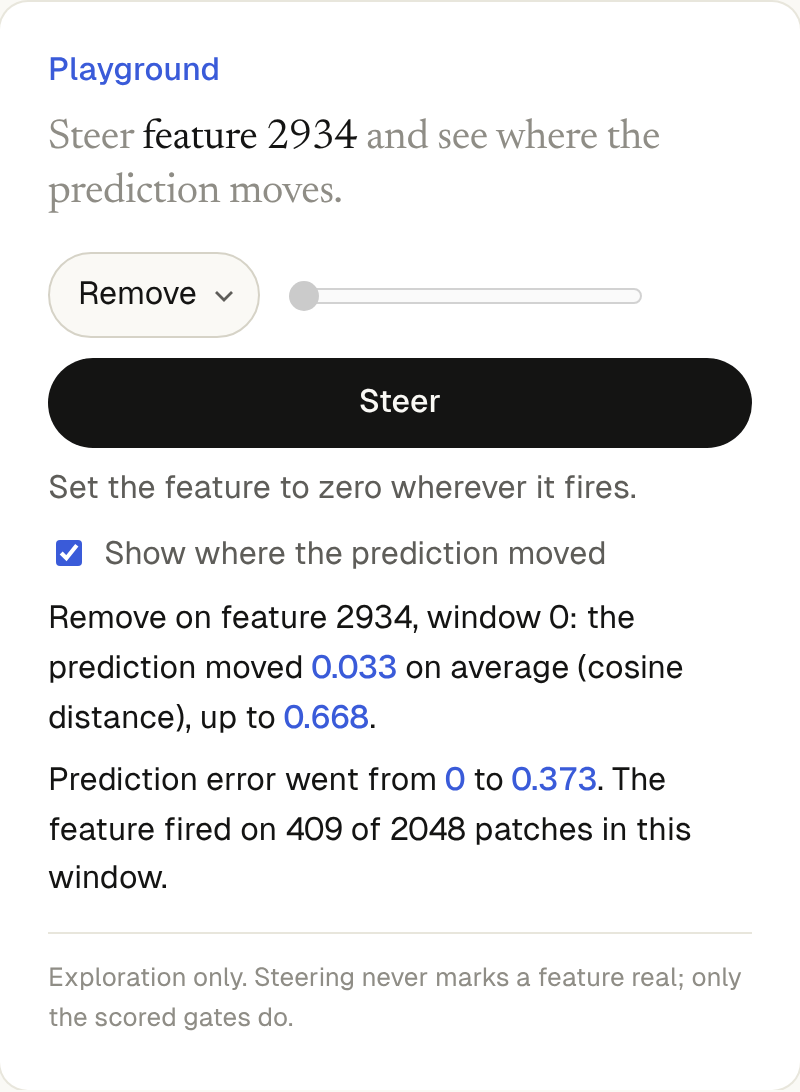 Playground
Steer feature 2934 and see where the
prediction moves.
Remove
Steer
Set the feature to zero wherever it fires.
Show where the prediction moved
Remove on feature 2934, window 0: the
prediction moved 0.033 on average (cosine
distance), up to 0.668.
Prediction error went from 0 to 0.373. The
feature fired on 409 of 2048 patches in this
window.
Exploration only. Steering never marks a feature real; only
the scored gates do.